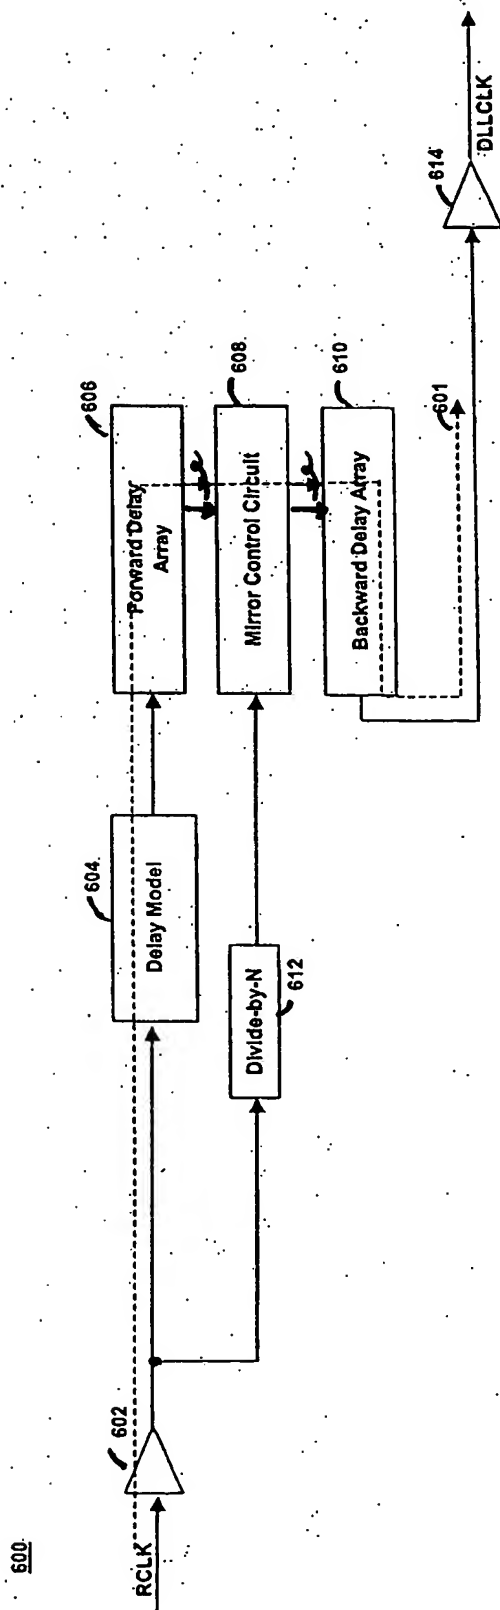 600
RCLK
602
604
Delay Model
606
Forward Delay
Array
608
Mirror Control Circuit
610
Backward Delay Array
Divide-by-N
612
601
614
DLLCLK